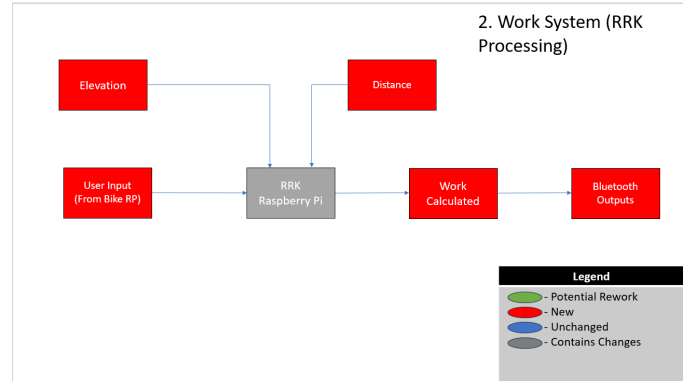 2. Work System (RRK
Processing)
Elevation
Distance
User Input
(From Bike RP)
RRK
Raspberry Pi
Work
Calculated
Bluetooth
Outputs
Legend
- Potential Rework
- New
- Unchanged
- Contains Changes